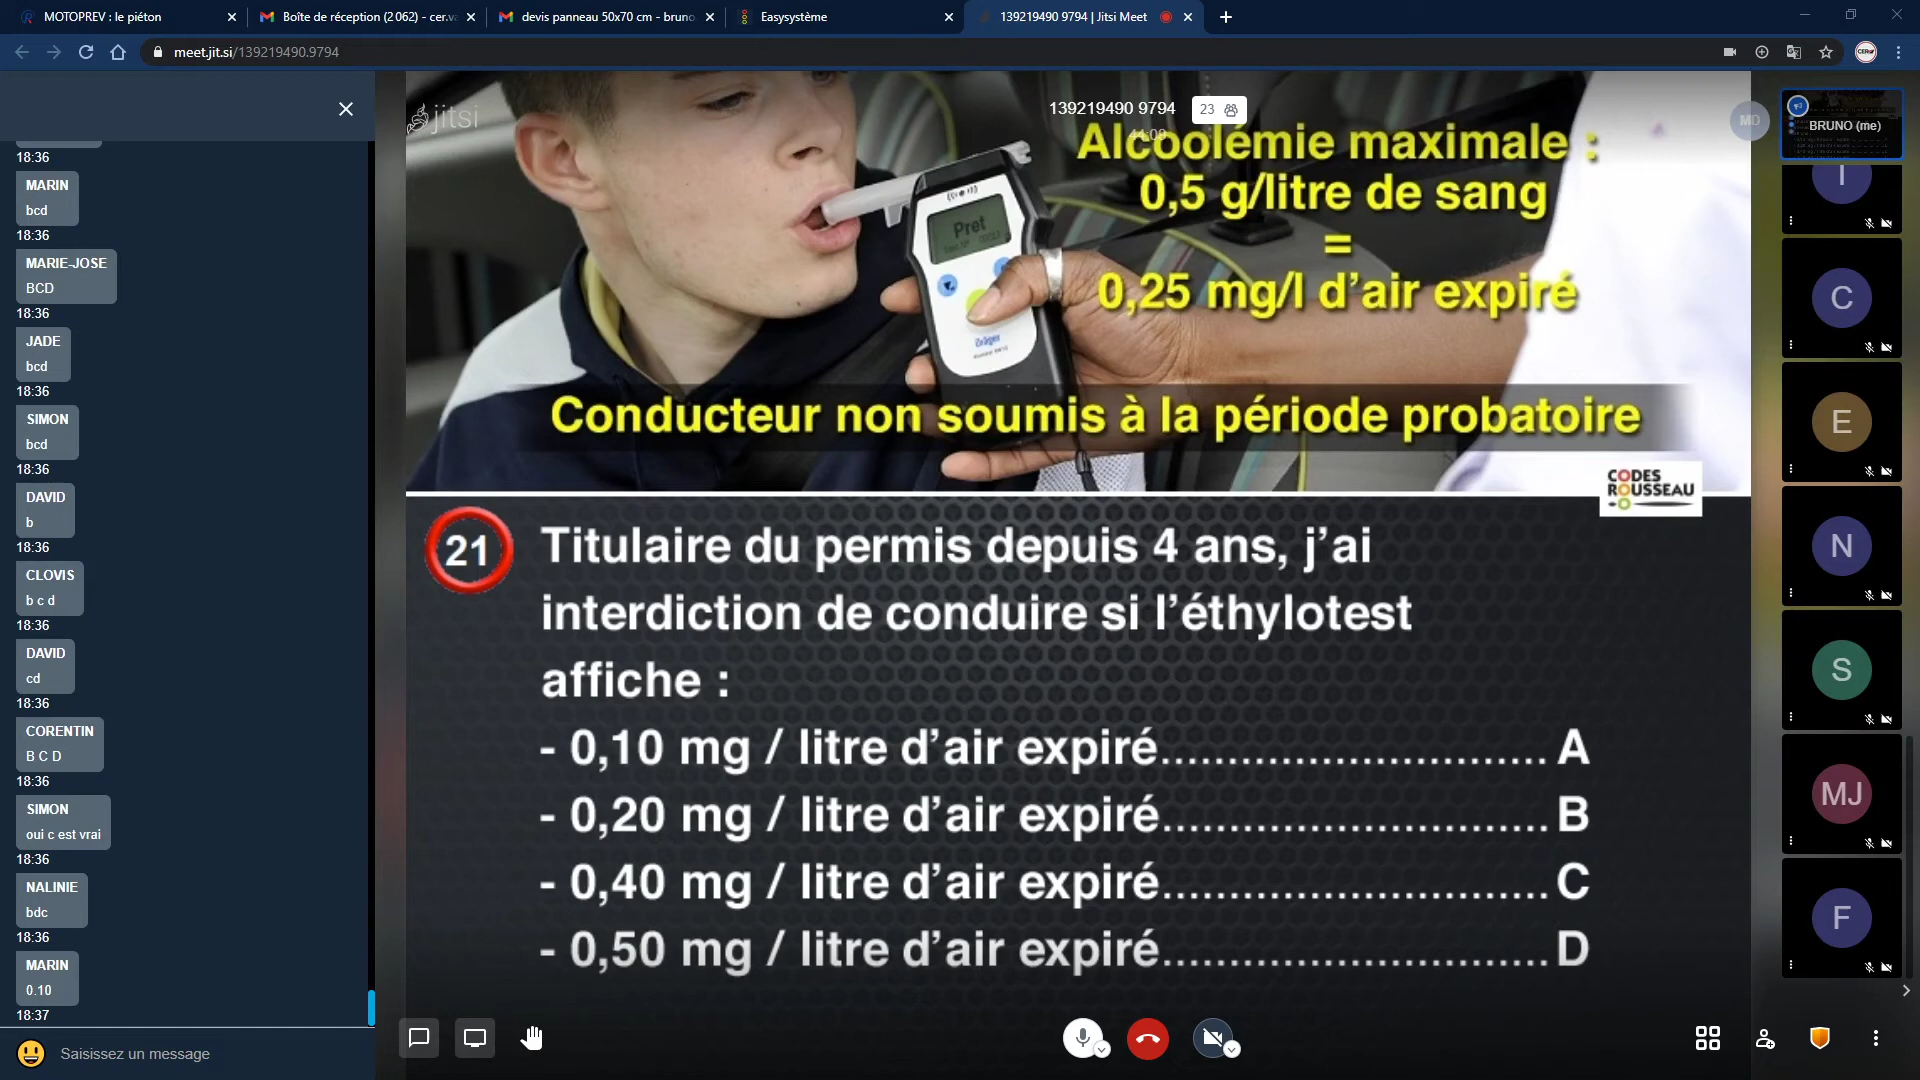 MOTOPREV : le piéton
Boîte de réception (2 062) - cer.va
devis panneau 50x70 cm - bruno.
Easysystème
139219490 9794 | Jitsi Meet
meet.jit.si/139219490.9794
18:36
MARIN
bcd
18:36
MARIE-JOSE
BCD
18:36
JADE
bcd
18:36
SIMON
bcd
18:36
DAVID
b
18:36
CLOVIS
b c d
18:36
DAVID
cd
18:36
CORENTIN
B C D
18:36
SIMON
oui c est vrai
18:36
NALINIE
bdc
18:36
MARIN
0.10
18:37
Saisissez un message
jitsi
139219490 9794
23
44:09
Alcoolémie maximale :
0,5 g/litre de sang
=
0,25 mg/l d’air expiré
Pret
Dräger
Conducteur non soumis à la période probatoire
CODES
ROUSSEAU
21
Titulaire du permis depuis 4 ans, j’ai
interdiction de conduire si l’éthylotest
affiche :
- 0,10 mg / litre d’air expiré............................. A
- 0,20 mg / litre d’air expiré............................. B
- 0,40 mg / litre d’air expiré............................. C
- 0,50 mg / litre d’air expiré............................. D
MD
BRUNO (me)
I
C
E
N
S
MJ
F